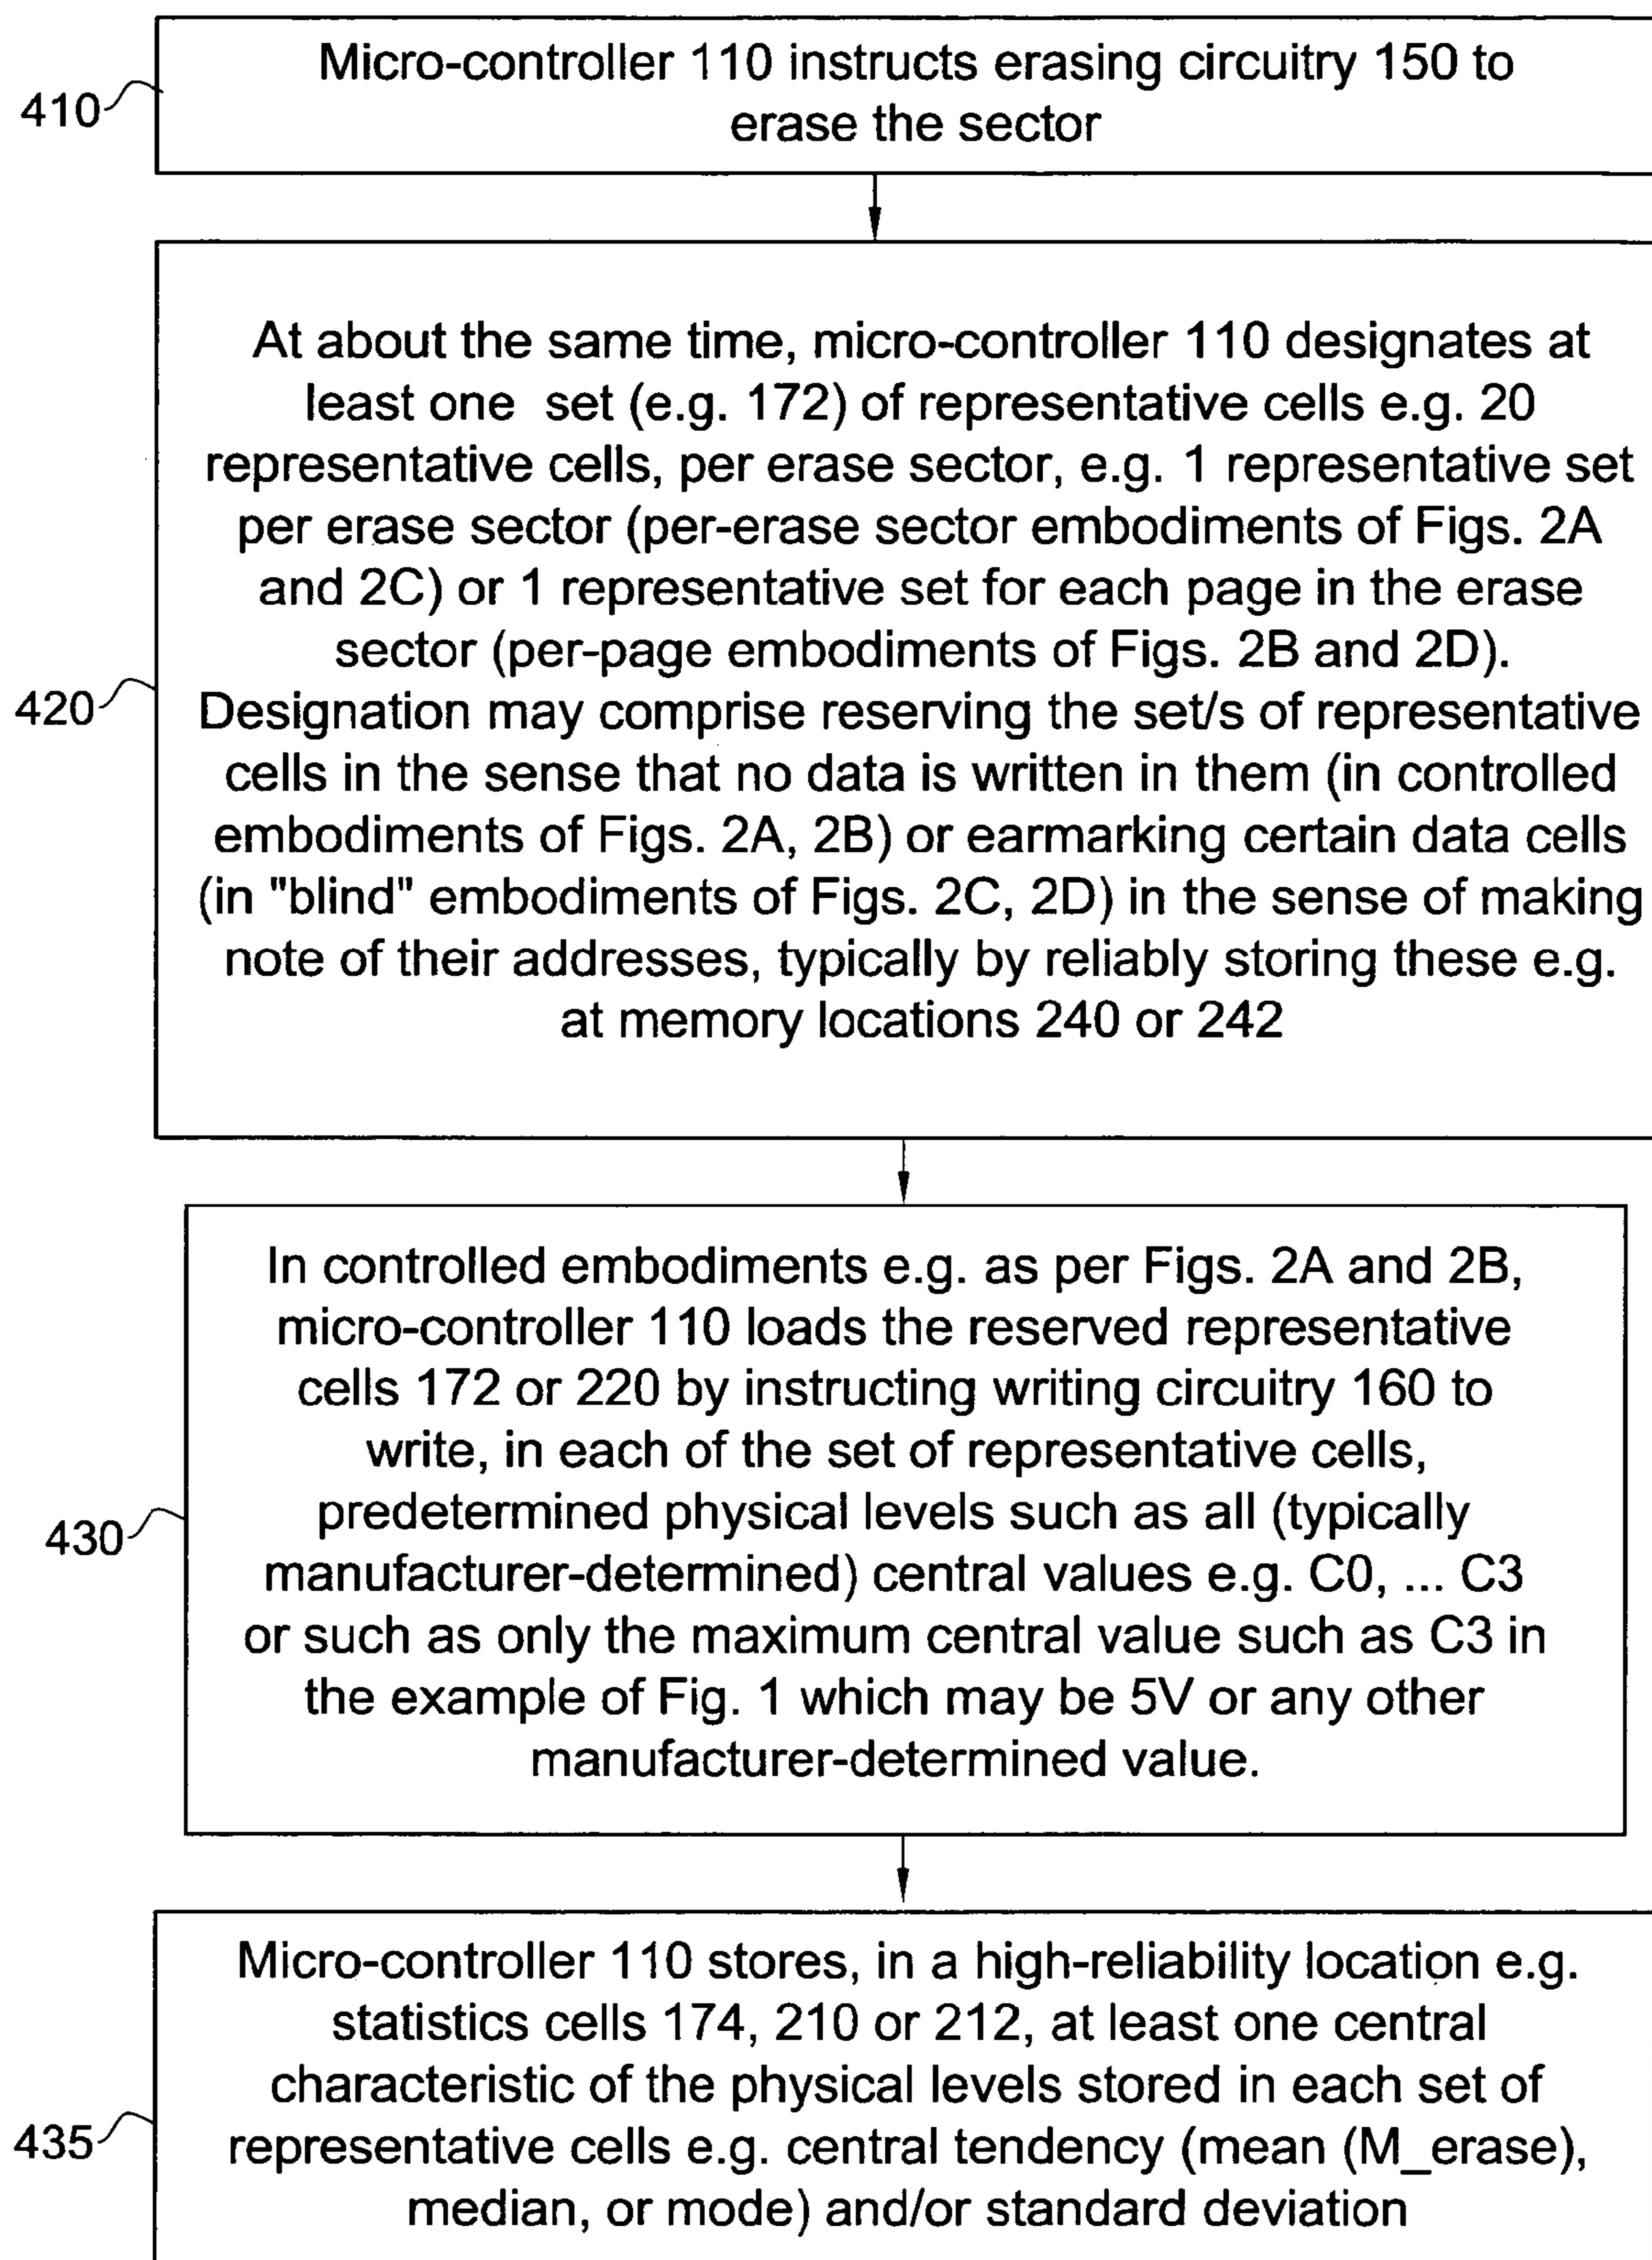 Micro-controller 110 instructs erasing circuitry 150 to
erase the sector
410
At about the same time, micro-controller 110 designates at
least one set (e.g. 172) of representative cells e.g. 20
representative cells, per erase sector, e.g. 1 representative set
per erase sector (per-erase sector embodiments of Figs. 2A
and 2C) or 1 representative set for each page in the erase
sector (per-page embodiments of Figs. 2B and 2D).
Designation may comprise reserving the set/s of representative
cells in the sense that no data is written in them (in controlled
embodiments of Figs. 2A, 2B) or earmarking certain data cells
(in "blind" embodiments of Figs. 2C, 2D) in the sense of making
note of their addresses, typically by reliably storing these e.g.
at memory locations 240 or 242
420
In controlled embodiments e.g. as per Figs. 2A and 2B,
micro-controller 110 loads the reserved representative
cells 172 or 220 by instructing writing circuitry 160 to
write, in each of the set of representative cells,
predetermined physical levels such as all (typically
manufacturer-determined) central values e.g. C0, ... C3
or such as only the maximum central value such as C3 in
the example of Fig. 1 which may be 5V or any other
manufacturer-determined value.
430
Micro-controller 110 stores, in a high-reliability location e.g.
statistics cells 174, 210 or 212, at least one central
characteristic of the physical levels stored in each set of
representative cells e.g. central tendency (mean (M_erase),
median, or mode) and/or standard deviation
435